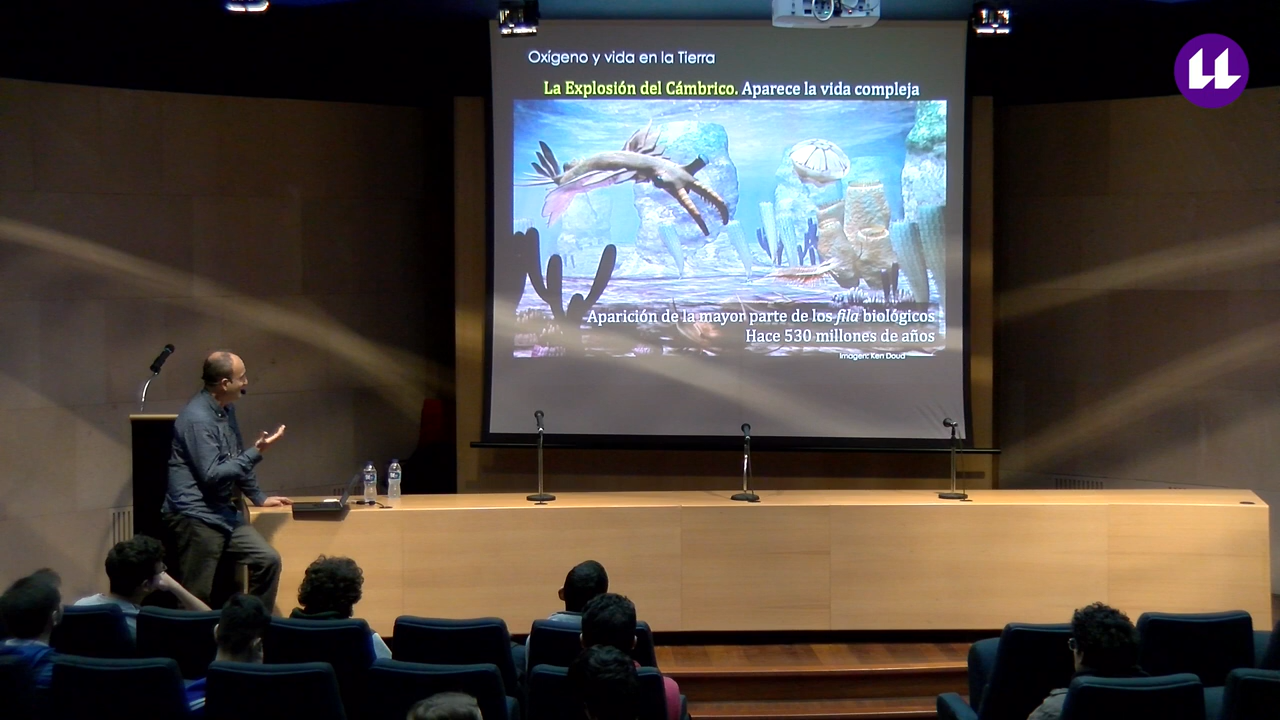 Oxígeno y vida en la Tierra
La Explosión del Cámbrico. Aparece la vida compleja
Aparición de la mayor parte de los fila biológicos
Hace 530 millones de años
Imagen: Ken Doud